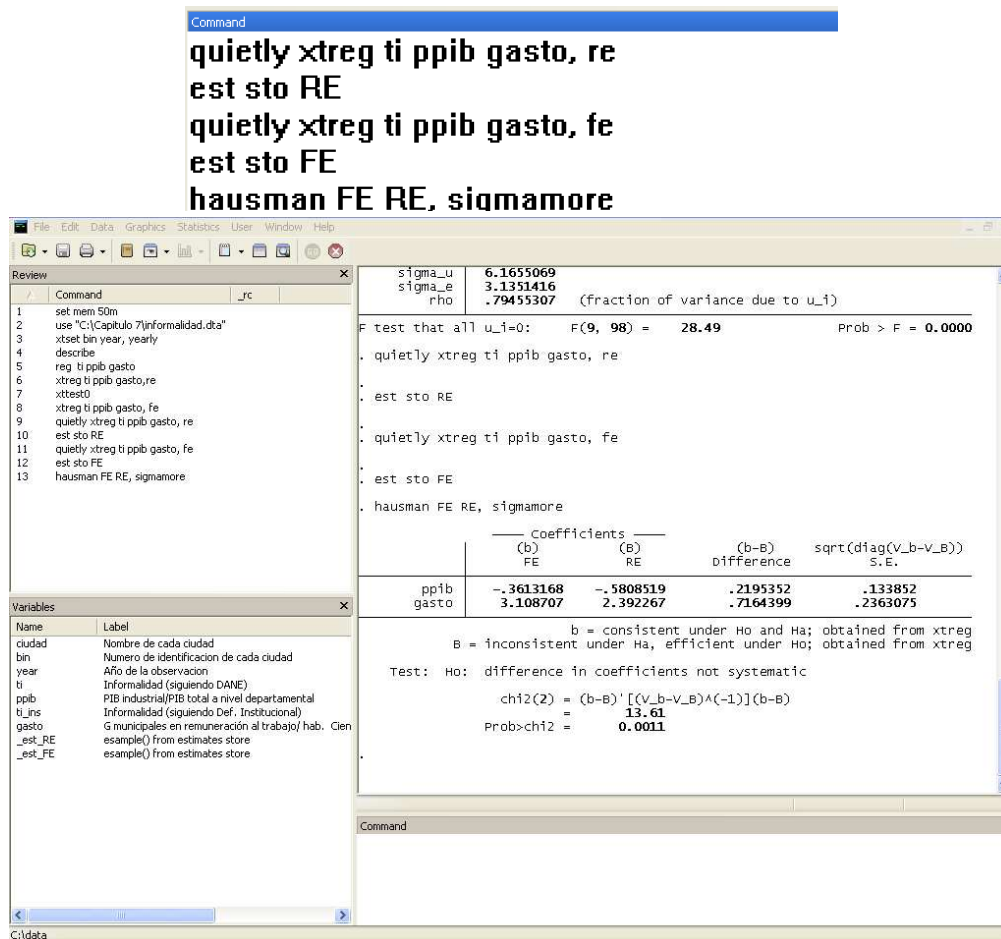 Command
quietly xtreg ti ppib gasto, re
est sto RE
quietly xtreg ti ppib gasto, fe
est sto FE
hausman FE RE, sigmamore
File Edit Data Graphics Statistics User Window Help
Review
Command _rc
1 set mem 50m
2 use "C:\Capitulo 7\informalidad.dta"
3 xtset bin year, yearly
4 describe
5 reg ti ppib gasto
6 xtreg ti ppib gasto,re
7 xttest0
8 xtreg ti ppib gasto, fe
9 quietly xtreg ti ppib gasto, re
10 est sto RE
11 quietly xtreg ti ppib gasto, fe
12 est sto FE
13 hausman FE RE, sigmamore
Variables
Name Label
ciudad Nombre de cada ciudad
bin Numero de identificacion de cada ciudad
year Año de la observacion
ti Informalidad (siguiendo DANE)
ppib PIB industrial/PIB total a nivel departamental
ti_ins Informalidad (siguiendo Def. Institucional)
gasto G municipales en remuneración al trabajo/ hab. Cien
_est_RE esample() from estimates store
_est_FE esample() from estimates store
sigma_u 6.1655069
sigma_e 3.1351416
rho .79455307 (fraction of variance due to u_i)
F test that all u_i=0: F(9, 98) = 28.49 Prob > F = 0.0000
. quietly xtreg ti ppib gasto, re
.
. est sto RE
.
. quietly xtreg ti ppib gasto, fe
.
. est sto FE
. hausman FE RE, sigmamore
Coefficients
(b) (B) (b-B) sqrt(diag(V_b-V_B))
FE RE Difference S.E.
ppib -.3613168 -.5808519 .2195352 .133852
gasto 3.108707 2.392267 .7164399 .2363075
b = consistent under Ho and Ha; obtained from xtreg
B = inconsistent under Ha, efficient under Ho; obtained from xtreg
Test: Ho: difference in coefficients not systematic
chi2(2) = (b-B)'[(V_b-V_B)^(-1)](b-B)
= 13.61
Prob>chi2 = 0.0011
.
Command
C:\data